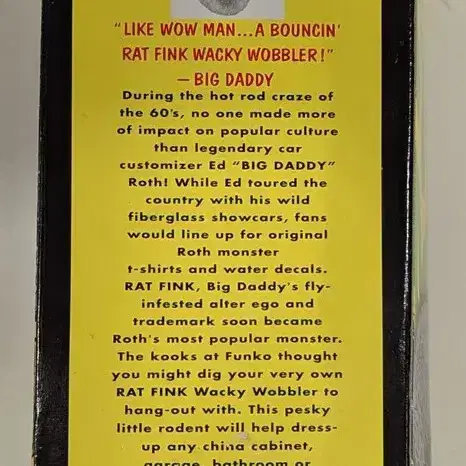 "LIKE WOW MAN...A BOUNCIN'
RAT FINK WACKY WOBBLER!"
— BIG DADDY
During the hot rod craze of
the 60's, no one made more
of impact on popular culture
than legendary car
customizer Ed "BIG DADDY"
Roth! While Ed toured the
country with his wild
fiberglass showcars, fans
would line up for original
Roth monster
t-shirts and water decals.
RAT FINK, Big Daddy's fly-
infested alter ego and
trademark soon became
Roth's most popular monster.
The kooks at Funko thought
you might dig your very own
RAT FINK Wacky Wobbler to
hang-out with. This pesky
little rodent will help dress-
up any china cabinet,
garage, bathroom or